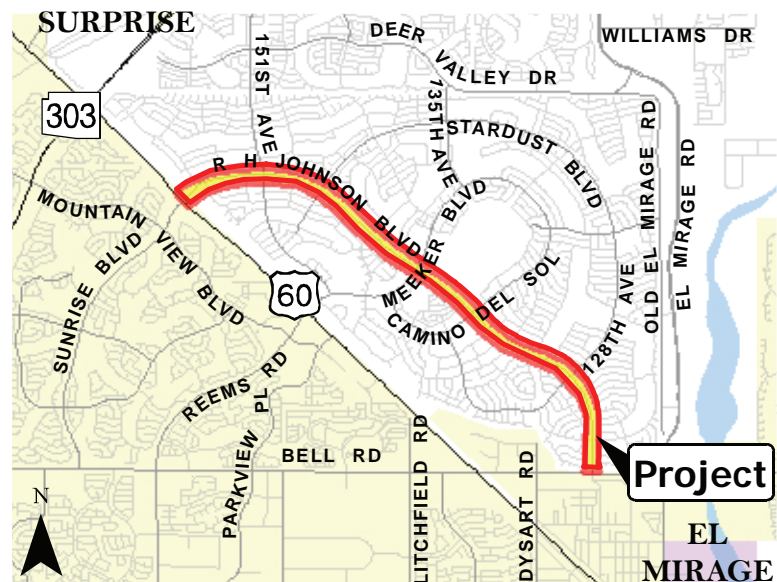 SURPRISE
WILLIAMS DR
DEER VALLEY DR
151ST AVE
303
135TH AVE
STARDUST BLVD
OLD EL MIRAGE RD
EL MIRAGE RD
R H JOHNSON BLVD
MOUNTAIN VIEW BLVD
MEEKER BLVD
SUNRISE BLVD
60
CAMINO DEL SOL
128TH AVE
REEMS RD
PARKVIEW PL
BELL RD
LITCHFIELD RD
DYSART RD
Project
N
EL
MIRAGE